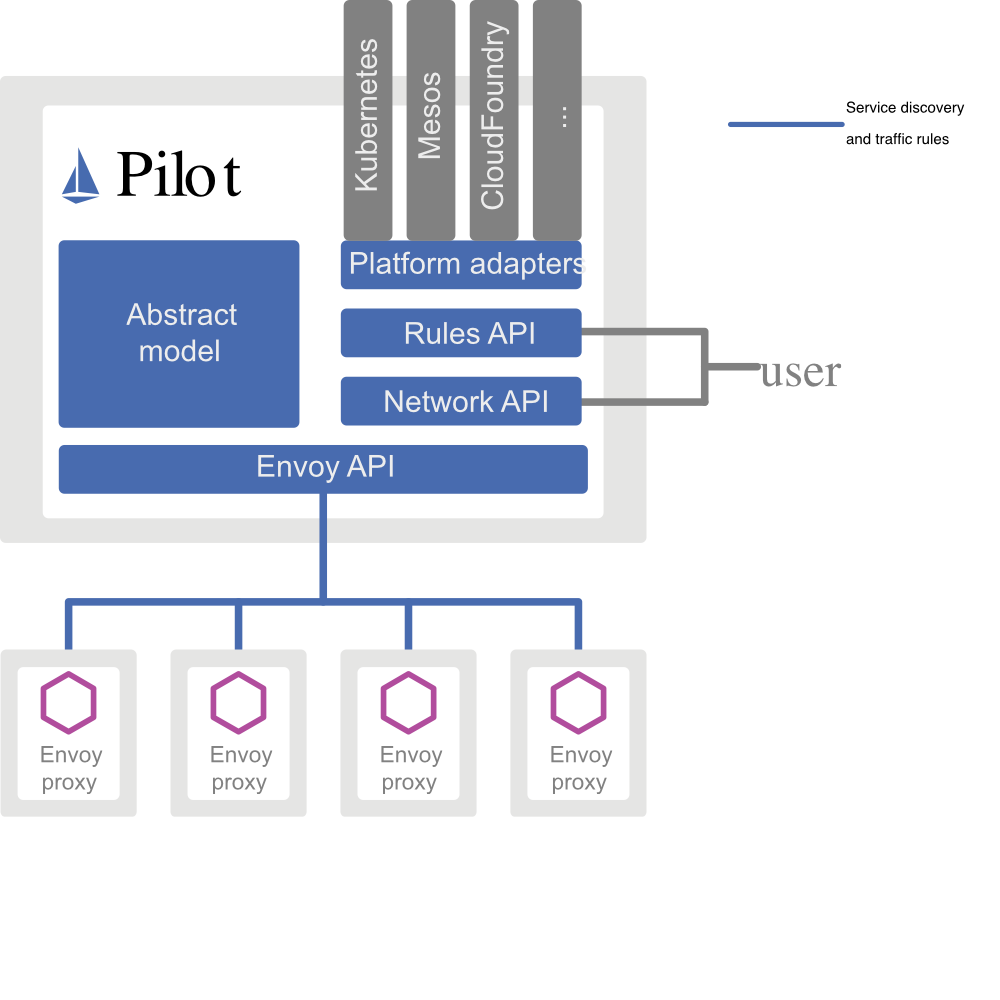 Kubernetes
Mesos
CloudFoundry
...
Service discovery
and traffic rules
Pilot
Platform adapters
Abstract
model
Rules API
user
Network API
Envoy API
Envoy
proxy
Envoy
proxy
Envoy
proxy
Envoy
proxy